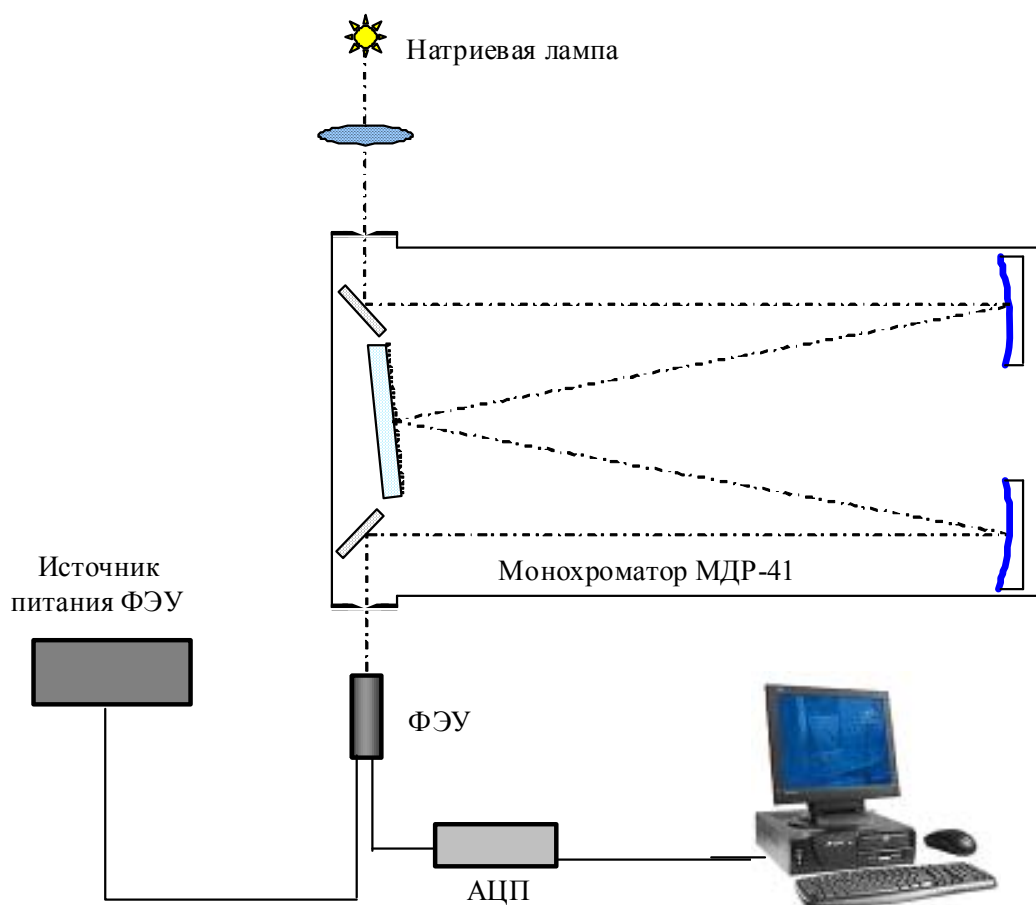 Натриевая лампа
Монохроматор МДР-41
Источник
питания ФЭУ
ФЭУ
АЦП